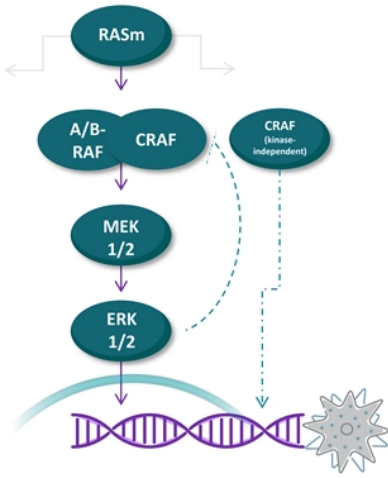 RASm
A/B-
RAF
CRAF
CRAF
(kinase-
independent)
MEK
1/2
ERK
1/2